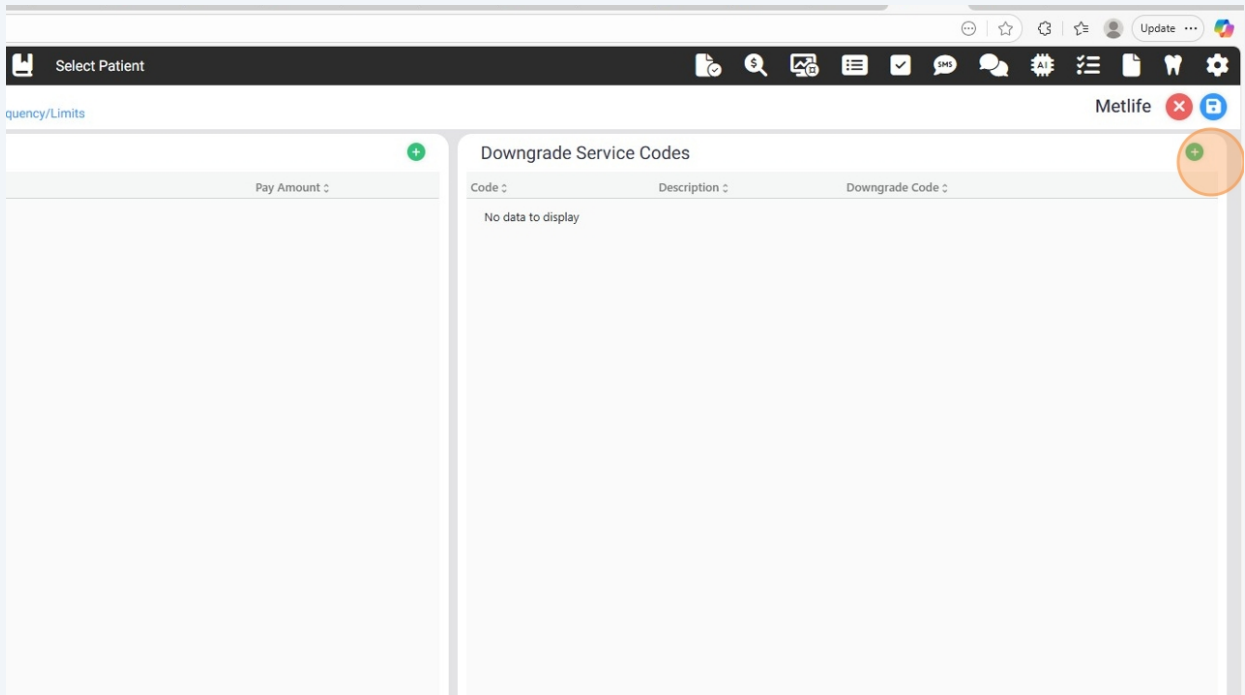 Update
Select Patient
SMS
AI
quency/Limits
Metlife
Downgrade Service Codes
Pay Amount
Code
Description
Downgrade Code
No data to display